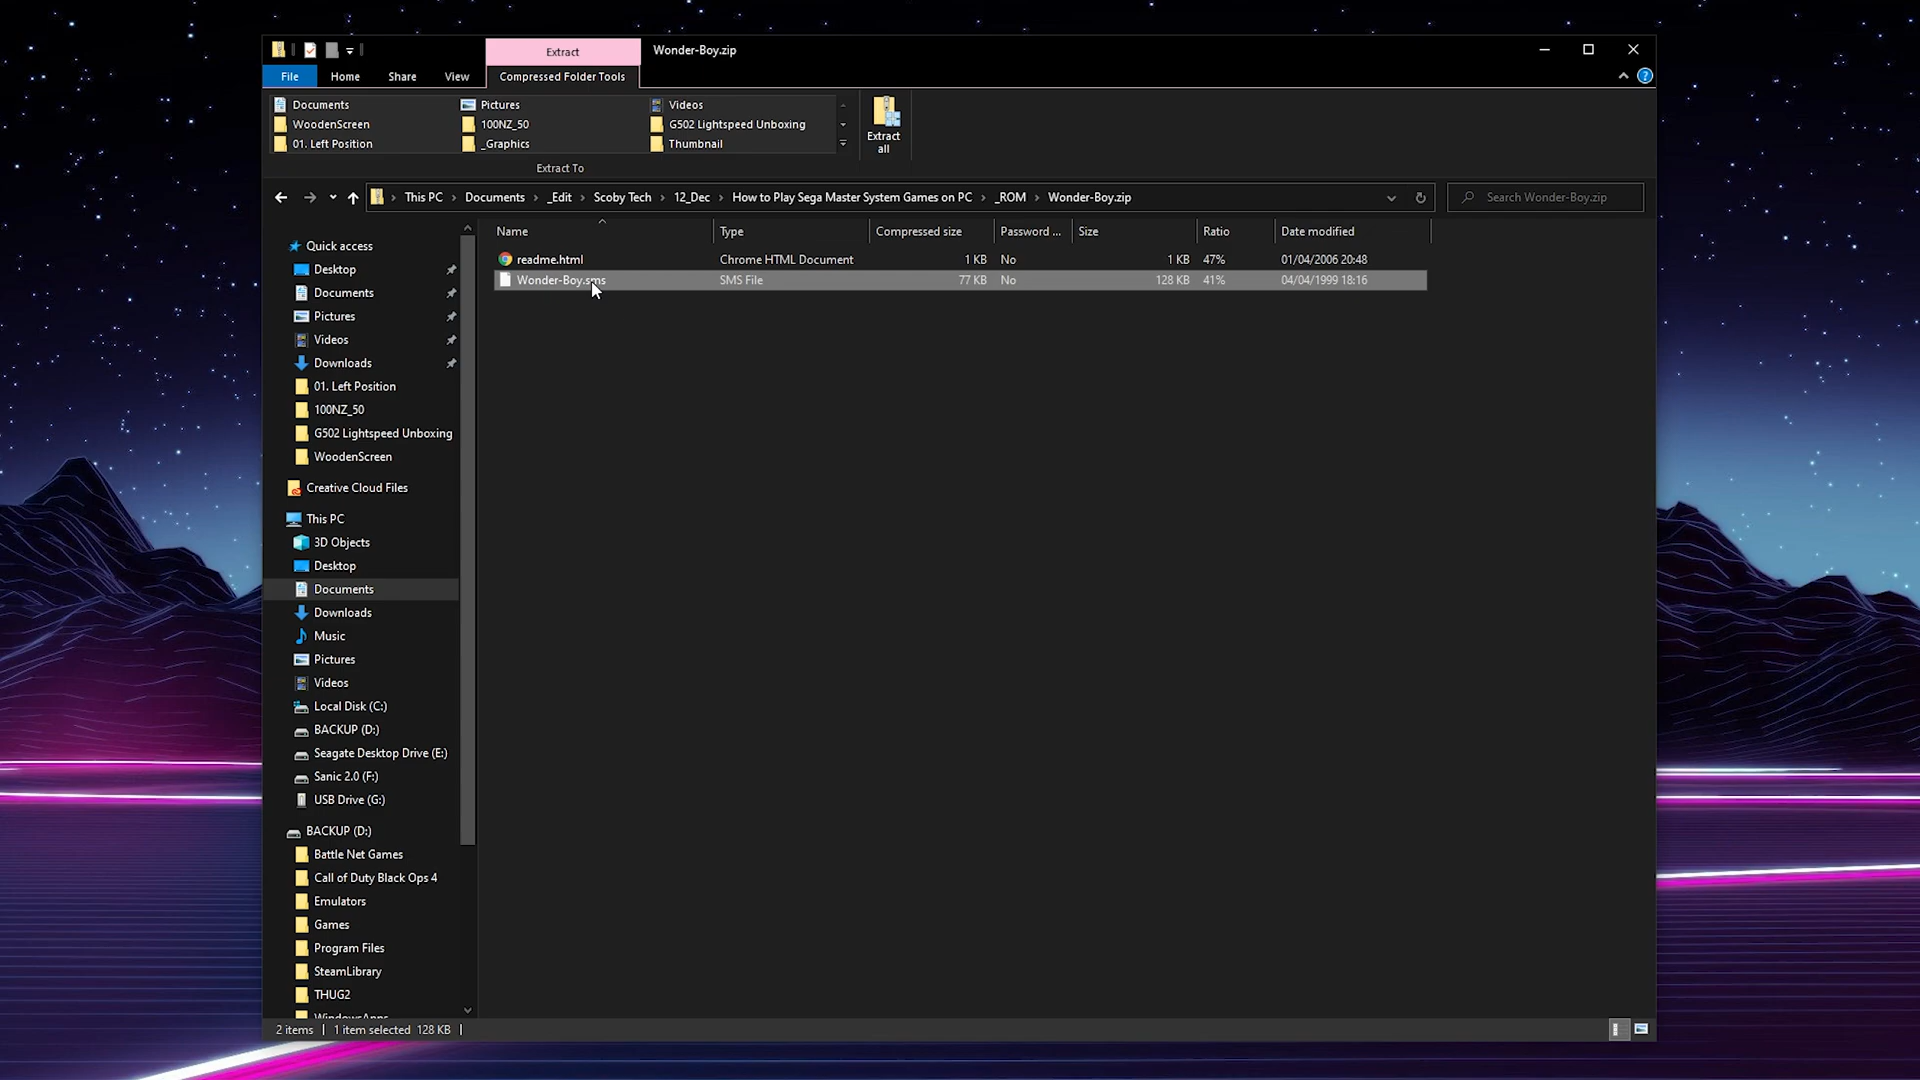 Extract
Wonder-Boy.zip
File
Home
Share
View
Compressed Folder Tools
Documents
Pictures
Videos
WoodenScreen
100NZ_50
G502 Lightspeed Unboxing
01. Left Position
_Graphics
Thumbnail
Extract
all
Extract To
This PC
Documents
_Edit
Scoby Tech
12_Dec
How to Play Sega Master System Games on PC
_ROM
Wonder-Boy.zip
Search Wonder-Boy.zip
Name
Type
Compressed size
Password ...
Size
Ratio
Date modified
readme.html
Chrome HTML Document
1 KB
No
1 KB
47%
01/04/2006 20:48
Wonder-Boy.sms
SMS File
77 KB
No
128 KB
41%
04/04/1999 18:16
Quick access
Desktop
Documents
Pictures
Videos
Downloads
01. Left Position
100NZ_50
G502 Lightspeed Unboxing
WoodenScreen
Creative Cloud Files
This PC
3D Objects
Desktop
Documents
Downloads
Music
Pictures
Videos
Local Disk (C:)
BACKUP (D:)
Seagate Desktop Drive (E:)
Sanic 2.0 (F:)
USB Drive (G:)
BACKUP (D:)
Battle Net Games
Call of Duty Black Ops 4
Emulators
Games
Program Files
SteamLibrary
THUG2
WindowsApps
2 items
1 item selected 128 KB